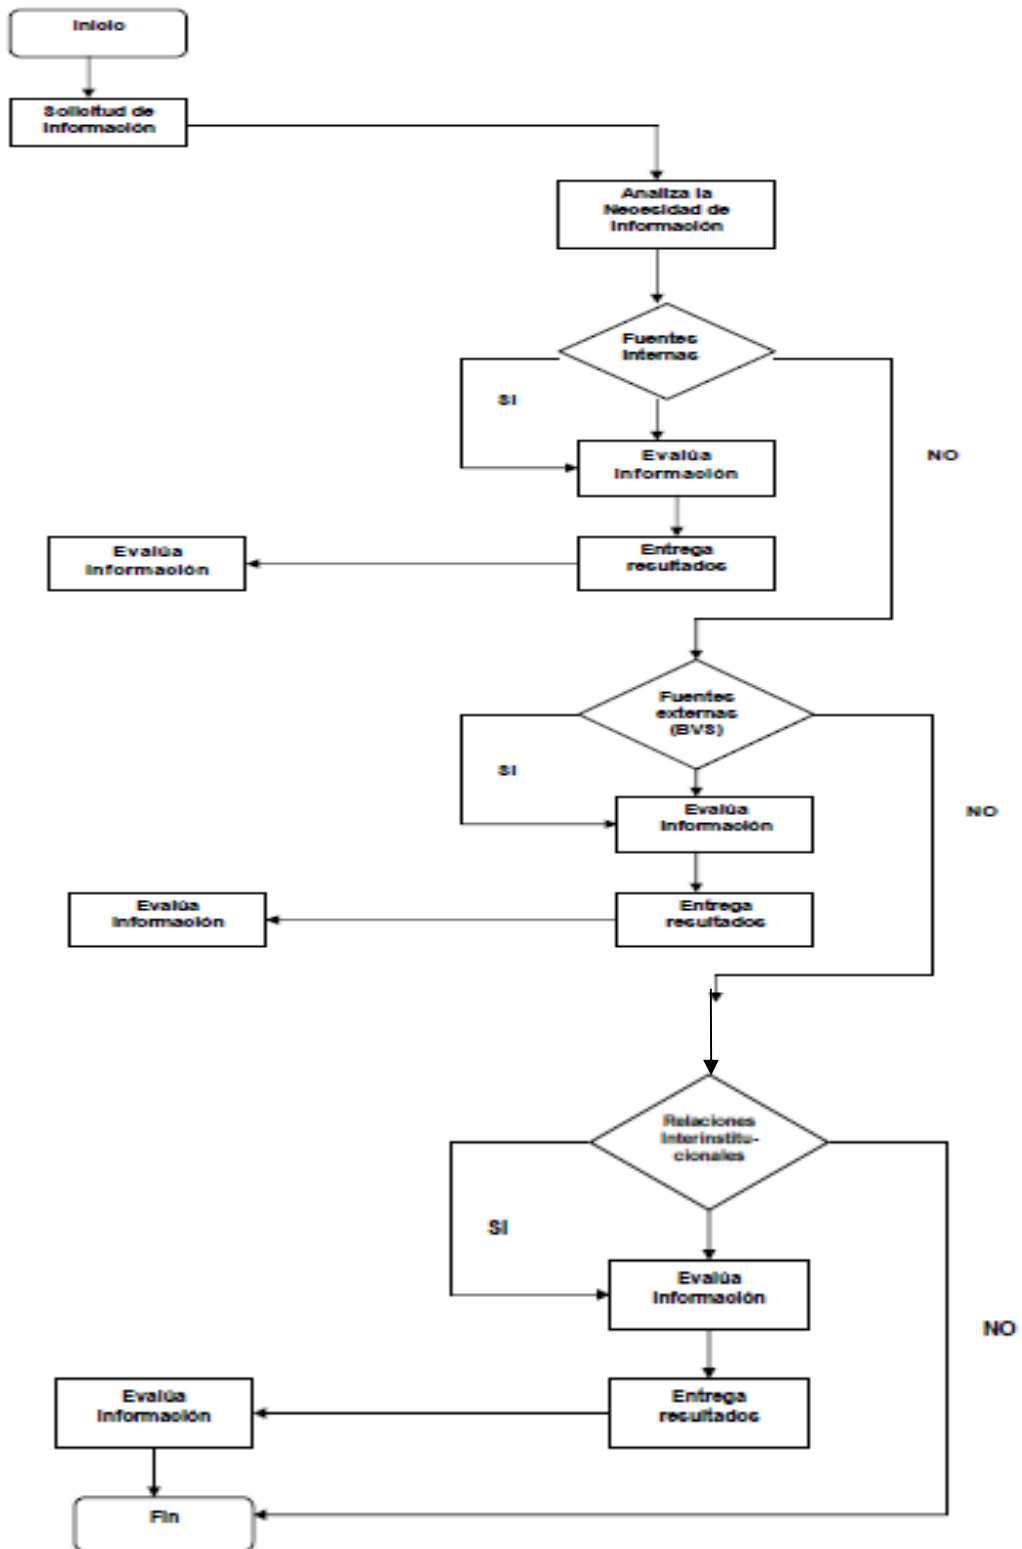 Inicio
Solicitud de
Información
Analiza la
Necesidad de
Información
Fuentes
Internas
SI
Evalúa
Información
NO
Entrega
resultados
Evalúa
Información
Fuentes
externas
(BVS)
SI
Evalúa
Información
NO
Entrega
resultados
Evalúa
Información
Relaciones
Interinstitu-
cionales
SI
Evalúa
Información
NO
Entrega
resultados
Evalúa
Información
Fin